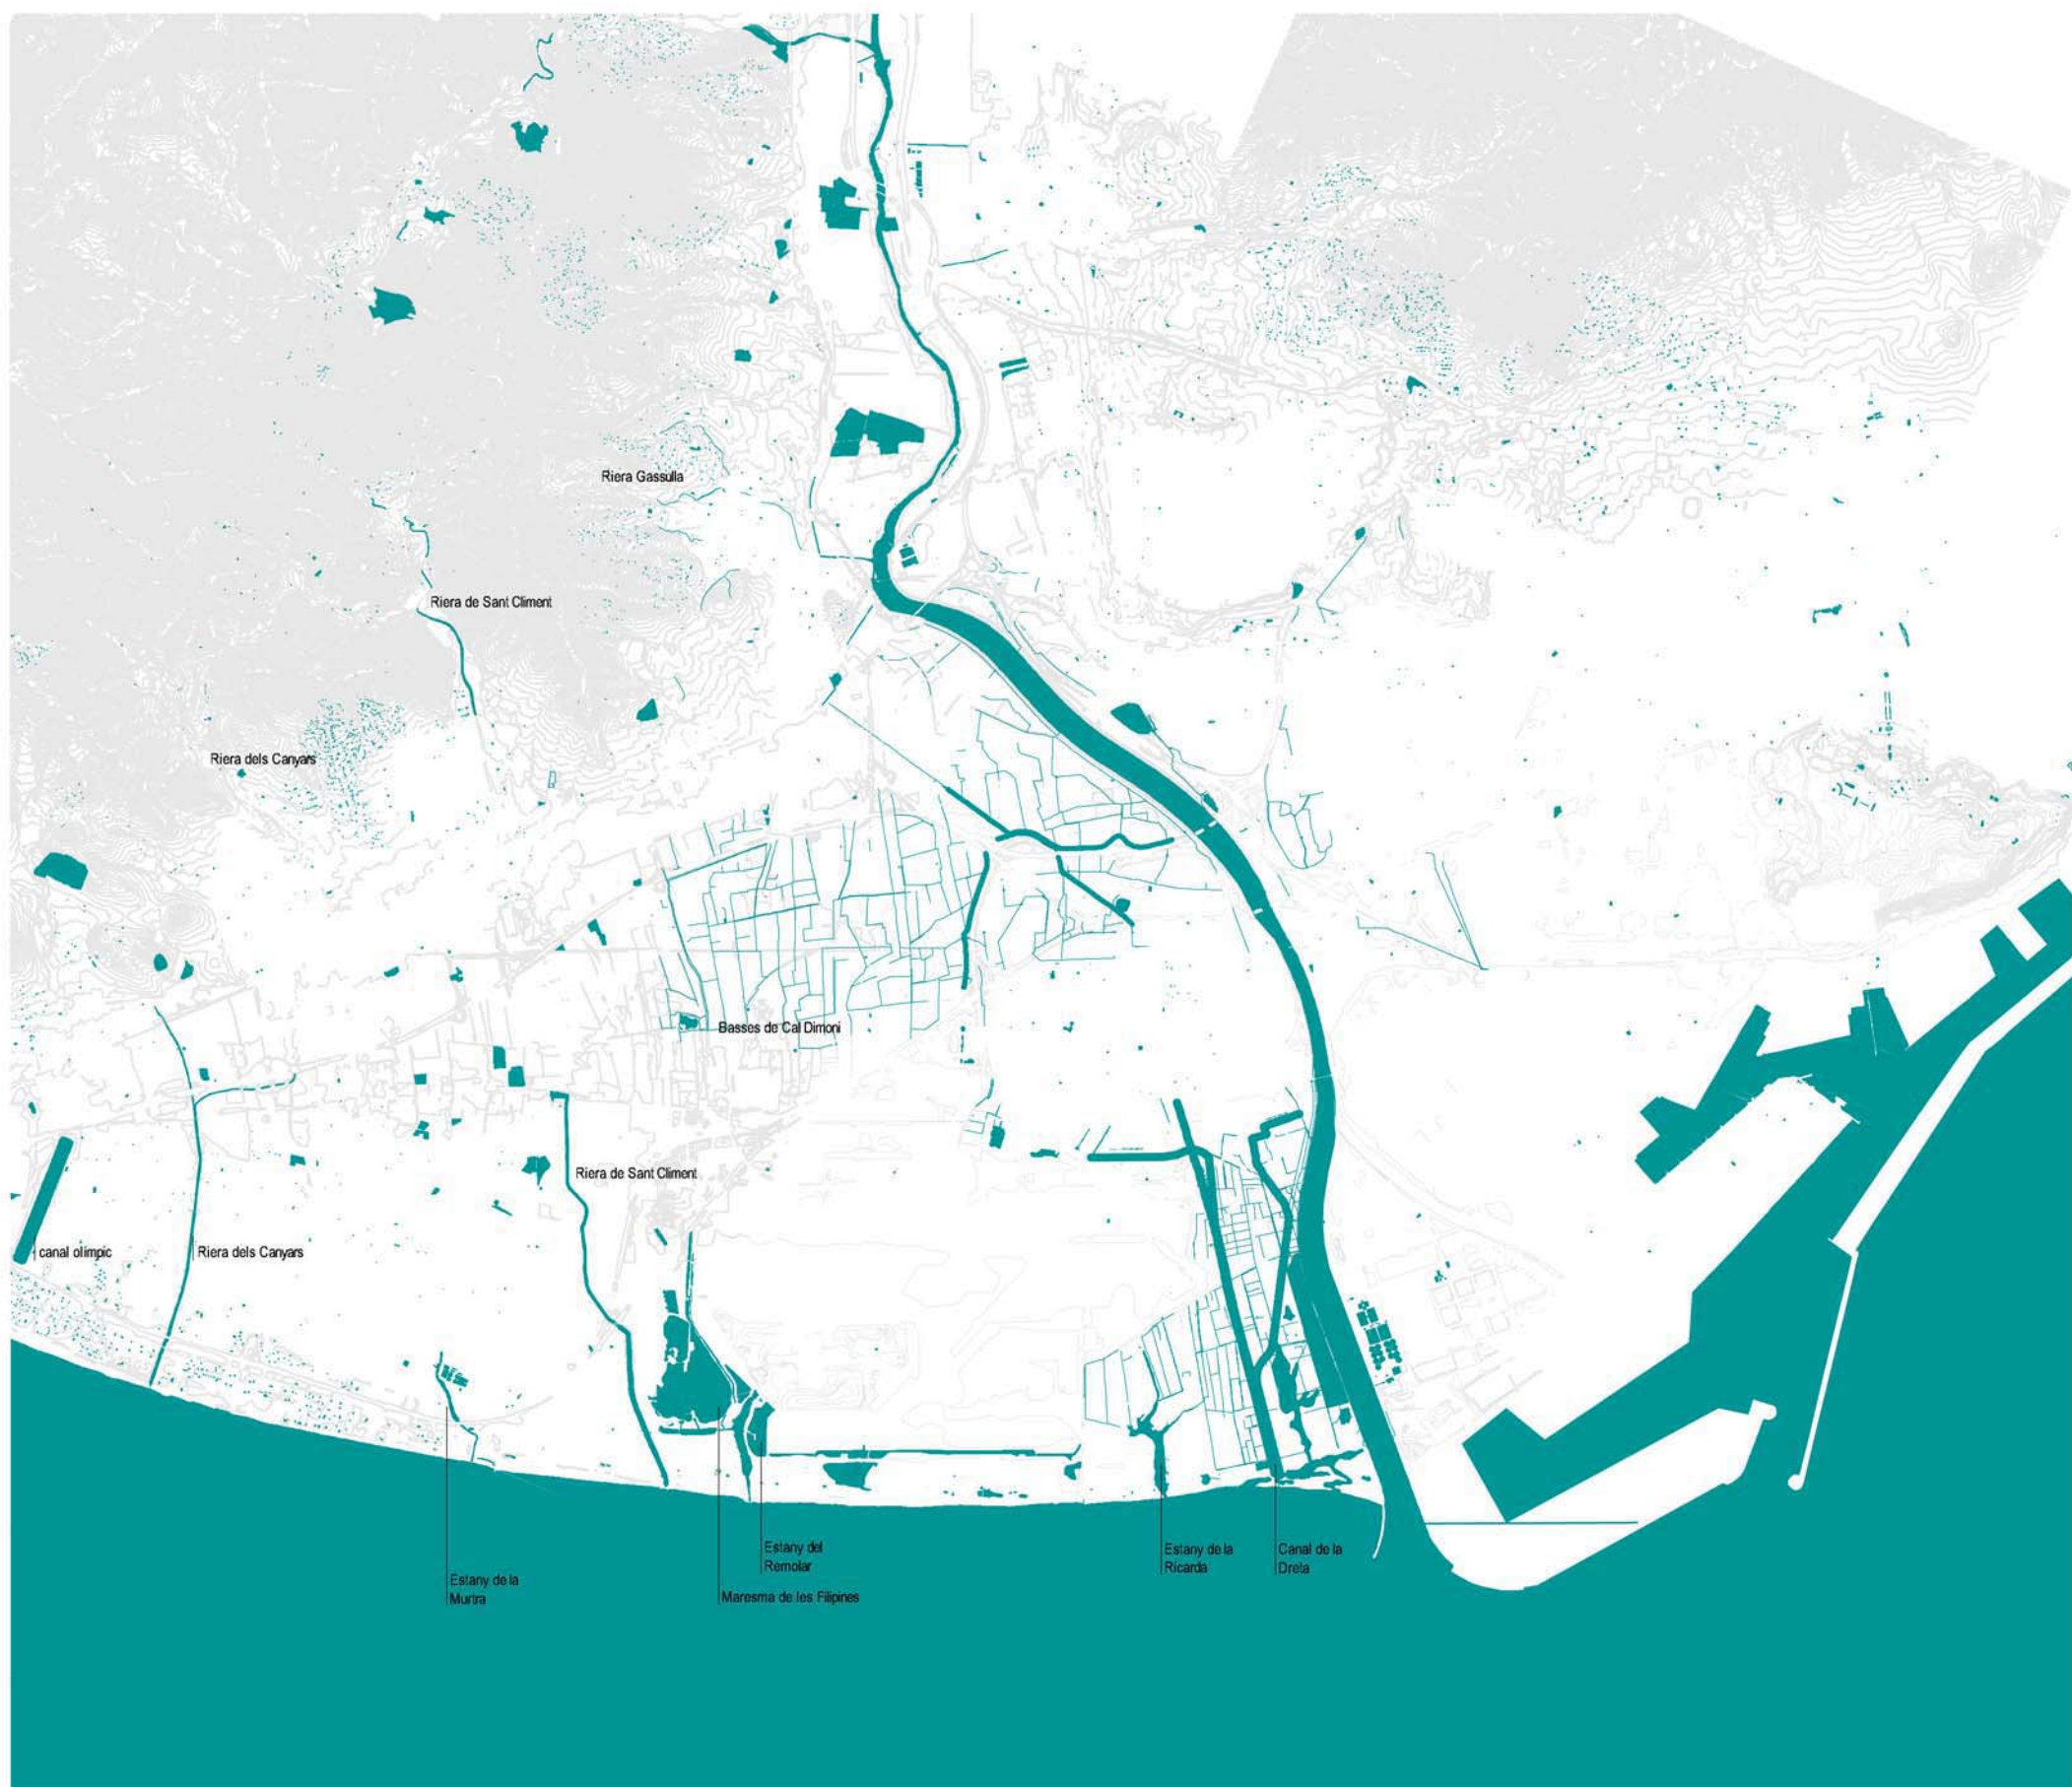 Riera Gassulla
Riera de Sant Climent
Riera dels Canyars
Basses de Cal Dimoni
Riera de Sant Climent
canal olímpic
Riera dels Canyars
Estany del
Remolar
Estany de la
Ricarda
Canal de la
Dreta
Estany de la
Murtra
Maresma de les Filipines